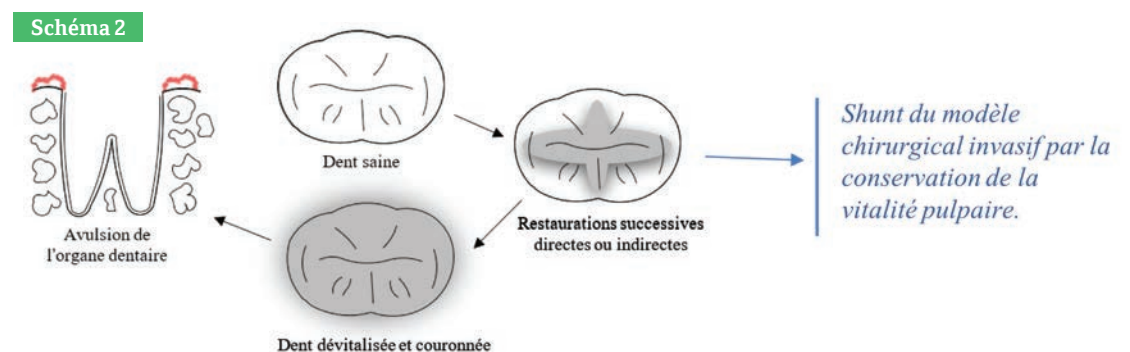 Schéma 2
Dent saine
Restaurations successives
directes ou indirectes
Shunt du modèle
chirurgical invasif par la
conservation de la
vitalité pulpaire.
Avulsion de
l'organe dentaire
Dent dévitalisée et couronnée